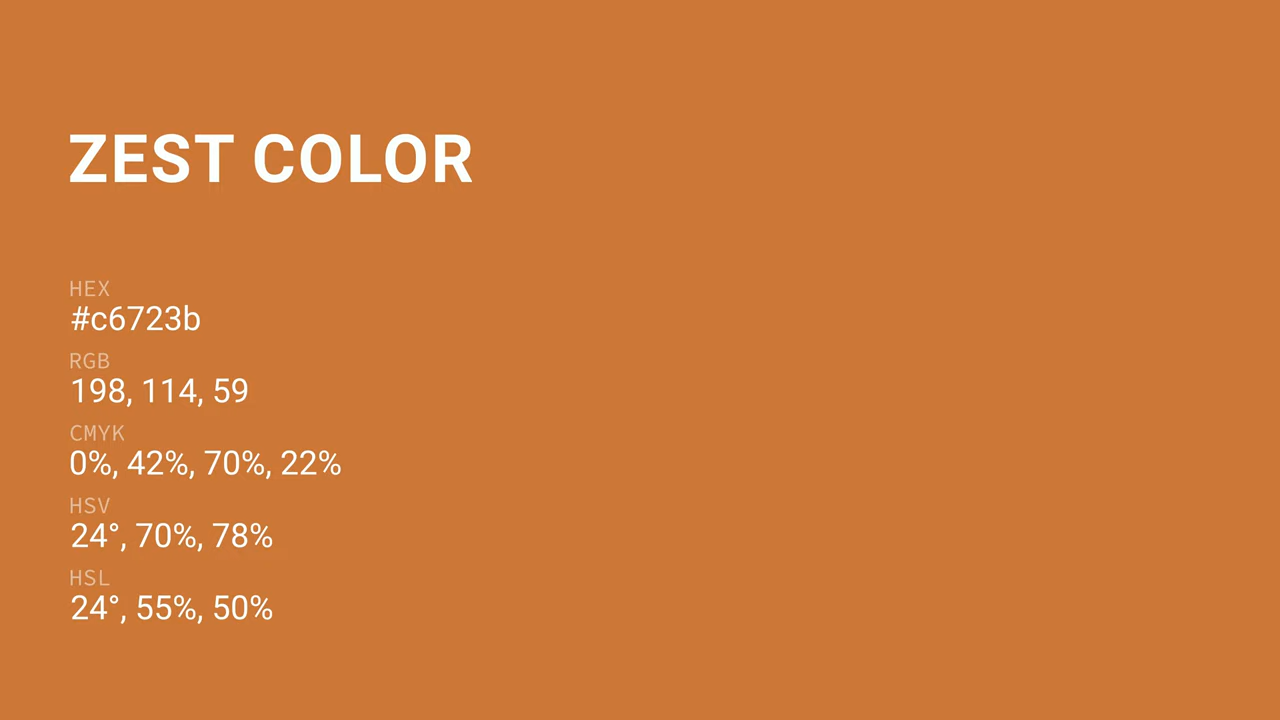 ZEST COLOR
HEX
#c6723b
RGB
198, 114, 59
CMYK
0%, 42%, 70%, 22%
HSV
24°, 70%, 78%
HSL
24°, 55%, 50%